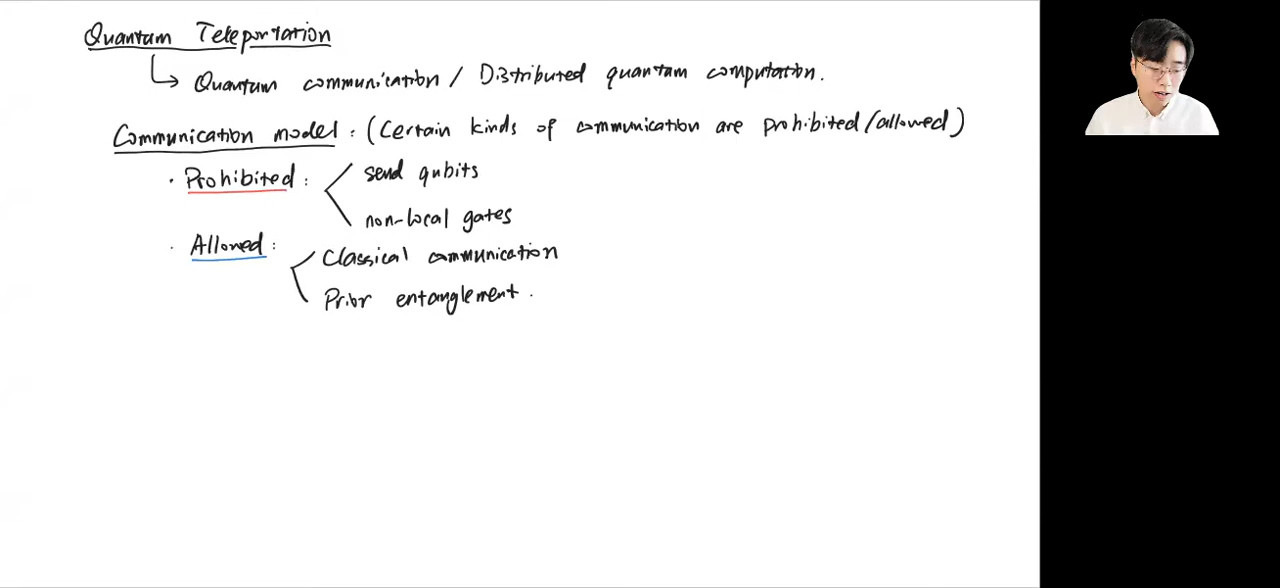 Quantum Teleportation
↳ Quantum communication / Distributed quantum computation.
Communication model : (Certain kinds of communication are prohibited/allowed)
· Prohibited : send qubits
non-local gates
· Allowed : Classical communication
Prior entanglement.